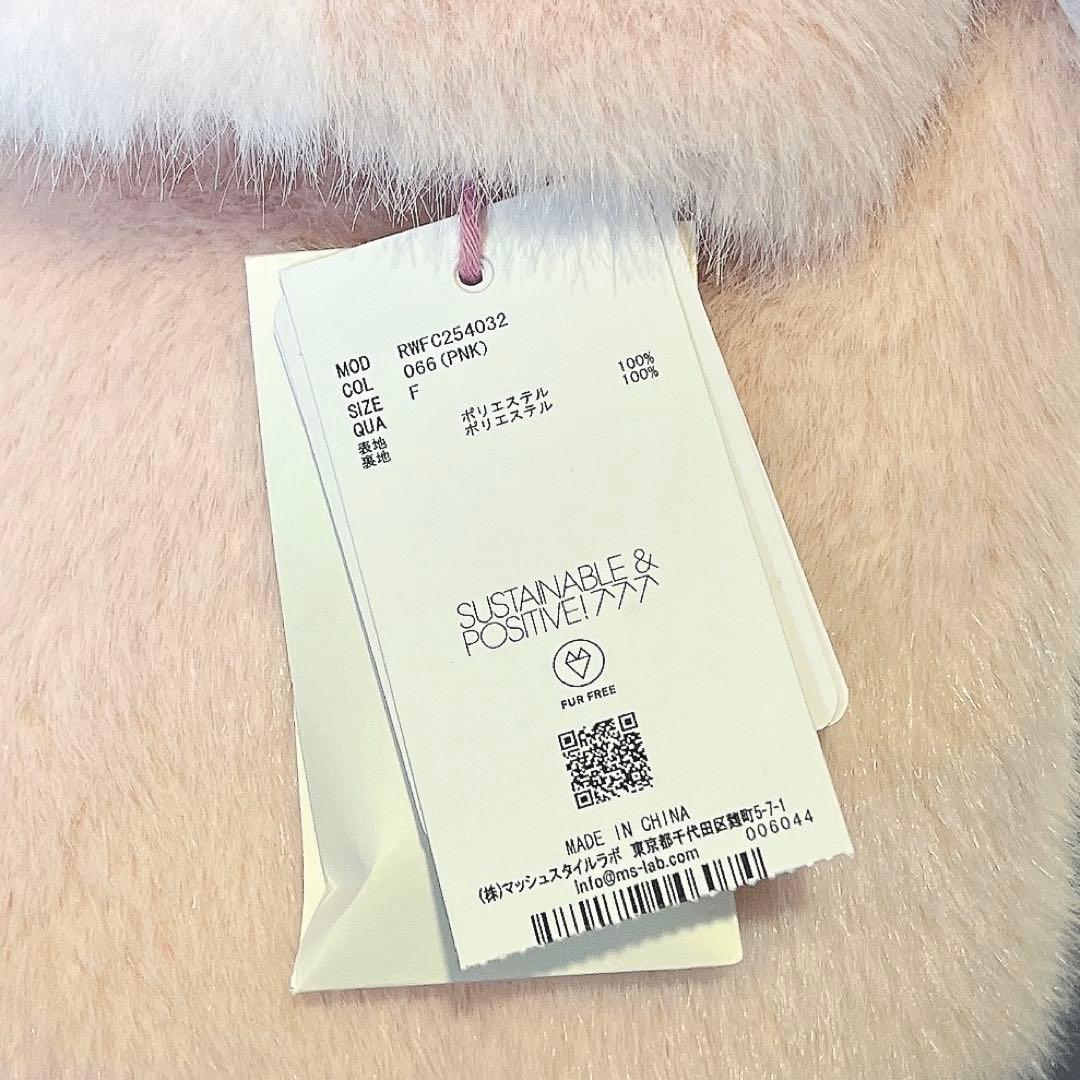 MOD RWFC254032
COL 066(PNK)
SIZE F
QUA
表地 ポリエステル 100%
裏地 ポリエステル 100%
SUSTAINABLE &
POSITIVE! ↗↗↗
FUR FREE
MADE IN CHINA
(株)マッシュスタイルラボ 東京都千代田区麹町5-7-1
info@ms-lab.com 006044